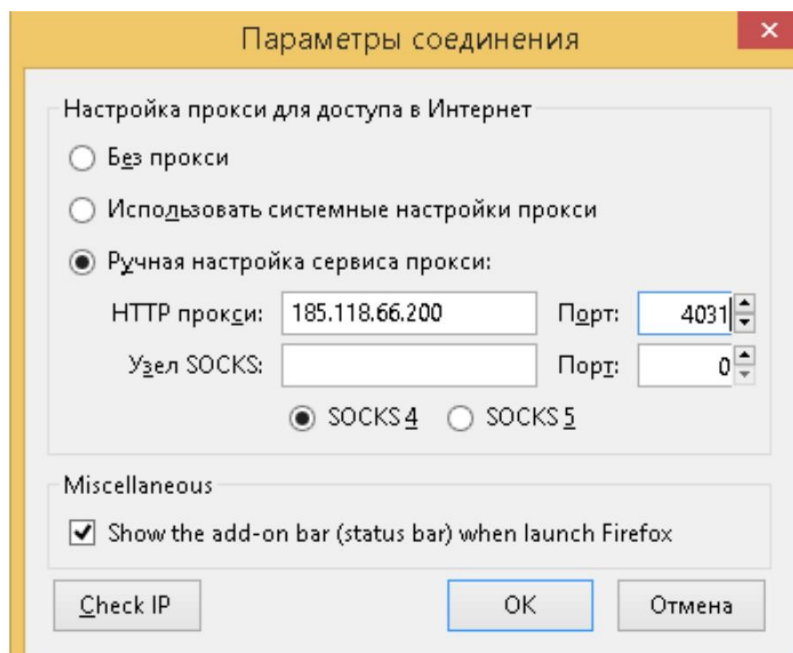 Параметры соединения
Настройка прокси для доступа в Интернет
Без прокси
Использовать системные настройки прокси
Ручная настройка сервиса прокси:
HTTP прокси: 185.118.66.200 Порт: 4031
Узел SOCKS: Порт: 0
SOCKS 4 SOCKS 5
Miscellaneous
Show the add-on bar (status bar) when launch Firefox
Check IP OK Отмена